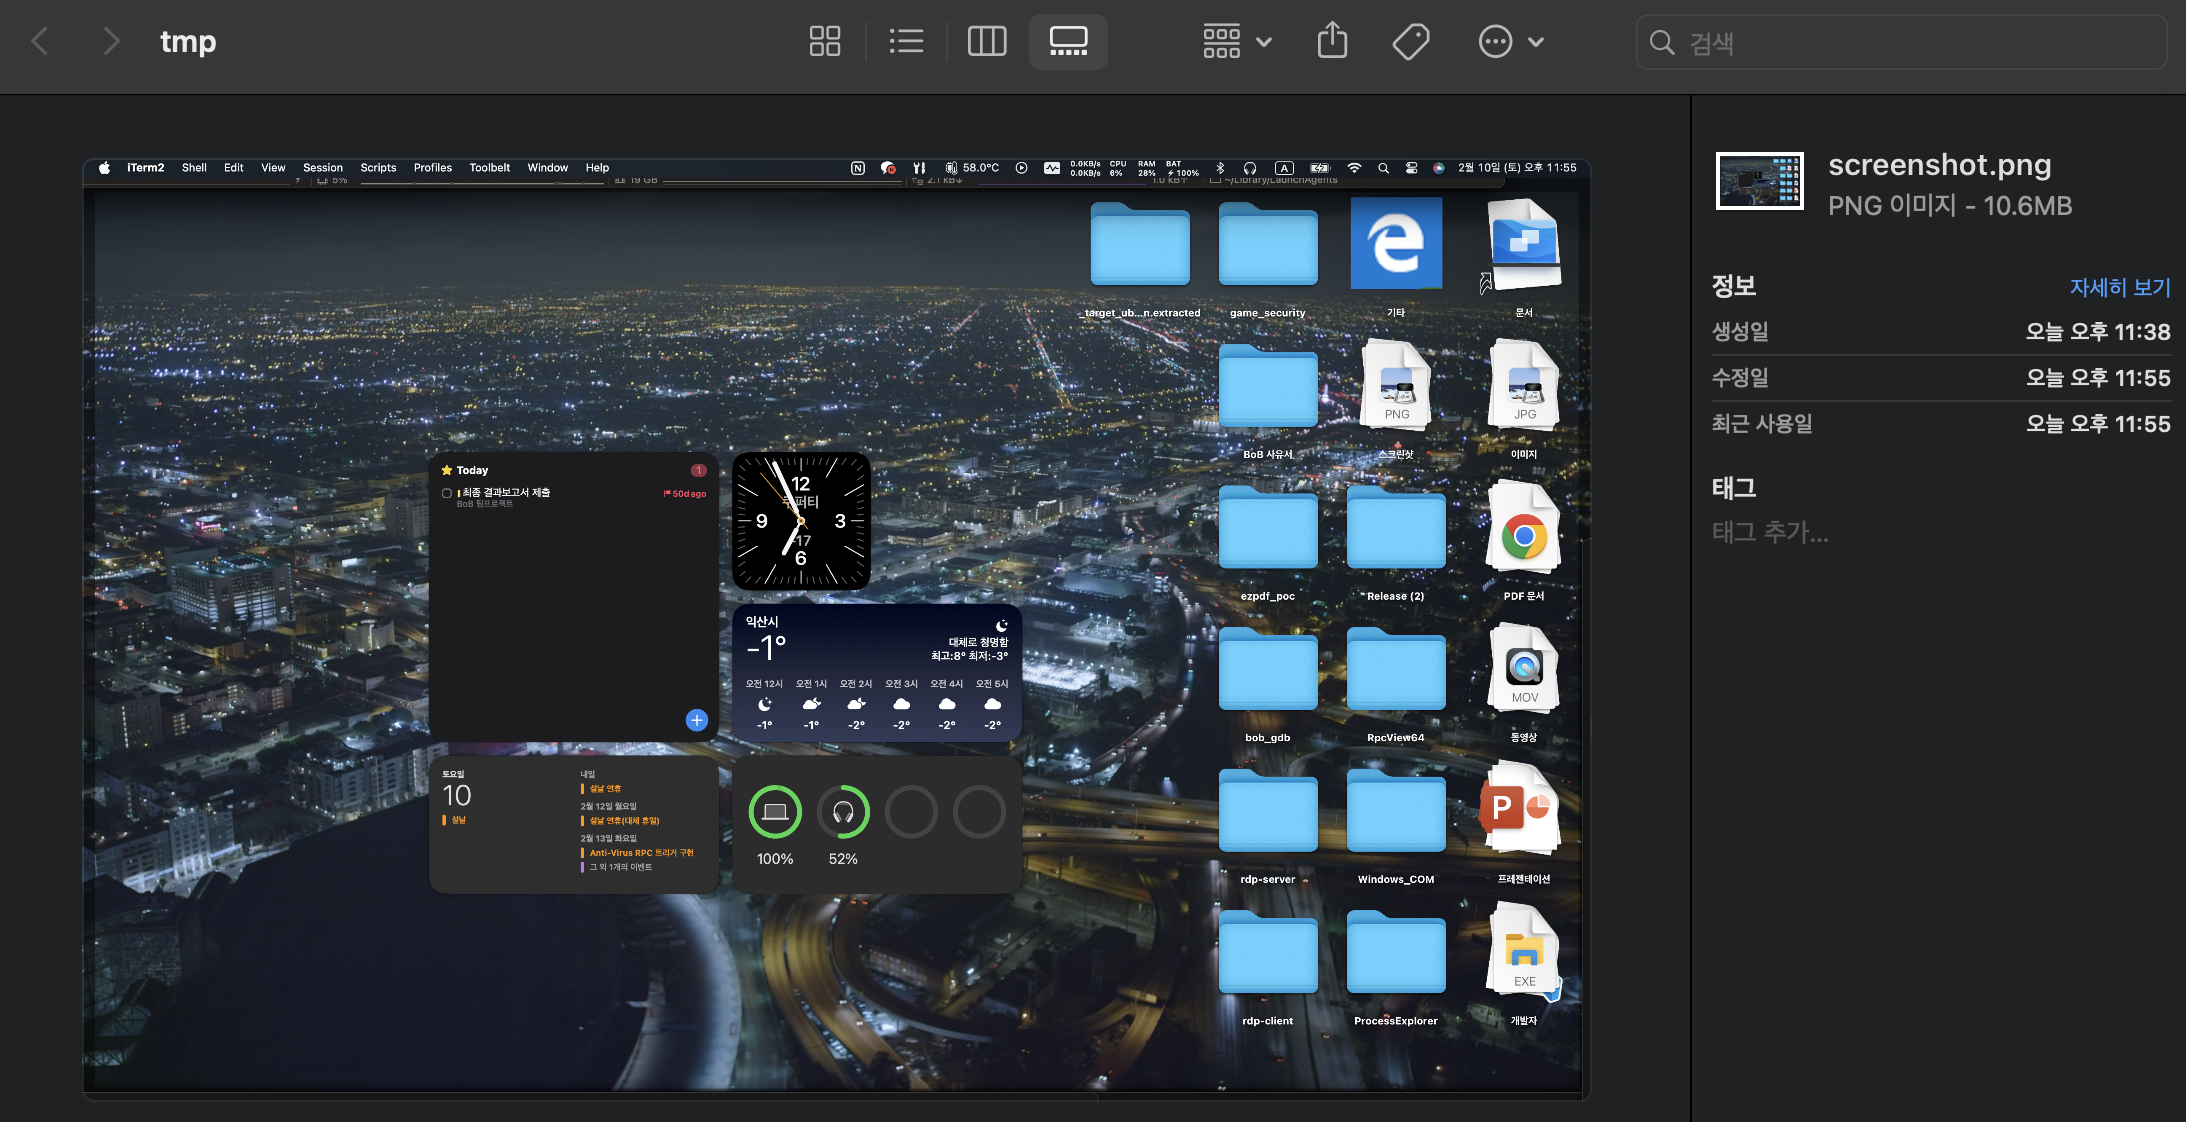 tmp
검색
iTerm2 Shell Edit View Session Scripts Profiles Toolbelt Window Help
58.0°C
0.0KB/s
0.0KB/s
CPU
6%
RAM
28%
BAT
100%
A
2월 10일 (토) 오후 11:55
5%
19 GB
2.1 kB↓
1.0 kB↑
~/Library/LaunchAgents
_target_ub...n.extracted
game_security
기타
문서
PNG
JPG
BoB 사유서
스크린샷
이미지
ezpdf_poc
Release (2)
PDF 문서
MOV
bob_gdb
RpcView64
동영상
P
rdp-server
Windows_COM
프레젠테이션
EXE
rdp-client
ProcessExplorer
개발자
Today
1
최종 결과보고서 제출
50d ago
BoB 팀프로젝트
12
3
6
9
-17
익산시
-1°
대체로 청명함
최고:8° 최저:-3°
오전 12시 오전 1시 오전 2시 오전 3시 오전 4시 오전 5시
-1° -1° -2° -2° -2° -2°
토요일
10
설날
내일
설날 연휴
2월 12일 월요일
설날 연휴(대체 휴일)
2월 13일 화요일
Anti-Virus RPC 트리거 구현
그 외 1개의 이벤트
100%
52%
screenshot.png
PNG 이미지 - 10.6MB
정보
자세히 보기
생성일
오늘 오후 11:38
수정일
오늘 오후 11:55
최근 사용일
오늘 오후 11:55
태그
태그 추가...